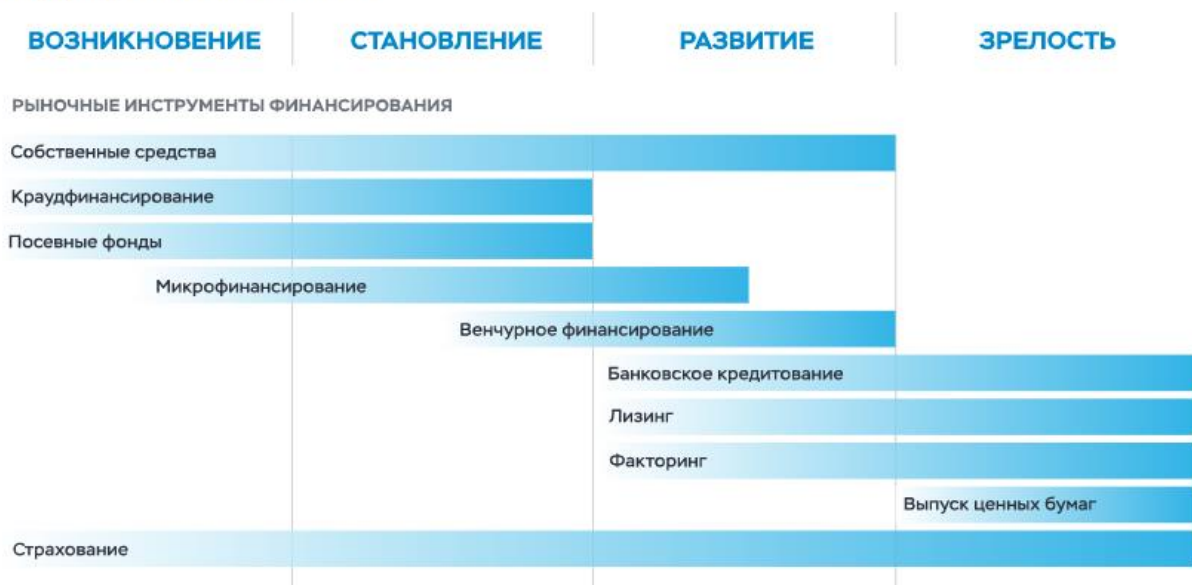 ВОЗНИКНОВЕНИЕ СТАНОВЛЕНИЕ РАЗВИТИЕ ЗРЕЛОСТЬ
РЫНОЧНЫЕ ИНСТРУМЕНТЫ ФИНАНСИРОВАНИЯ
Собственные средства
Краудфинансирование
Посевные фонды
Микрофинансирование
Венчурное финансирование
Банковское кредитование
Лизинг
Факторинг
Выпуск ценных бумаг
Страхование